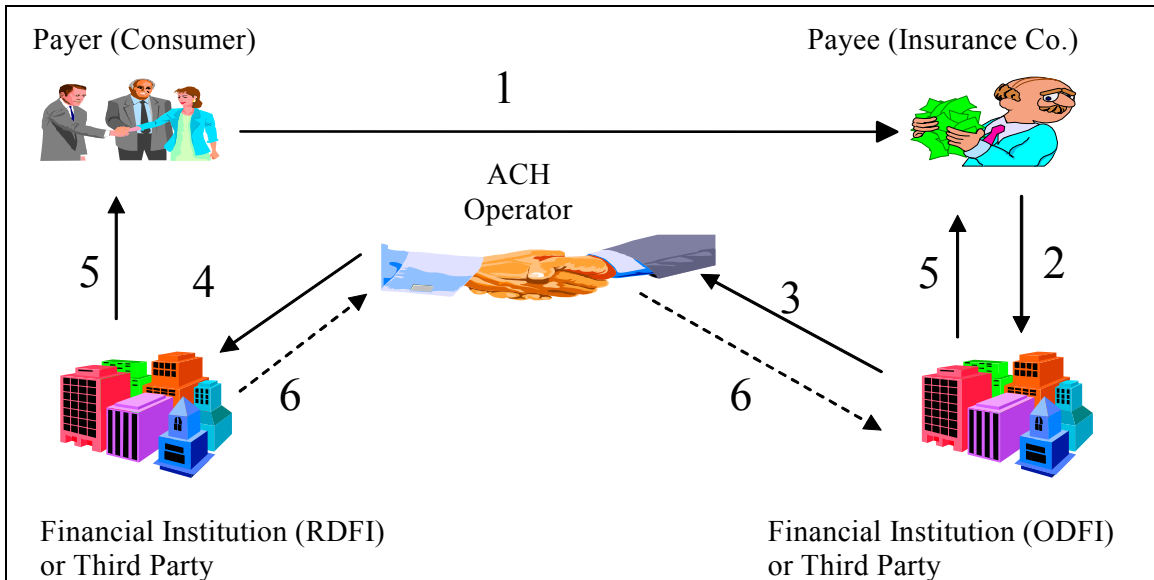 Payer (Consumer)
Payee (Insurance Co.)
1
ACH
Operator
5
4
3
5
2
6
6
Financial Institution (RDFI)
or Third Party
Financial Institution (ODFI)
or Third Party